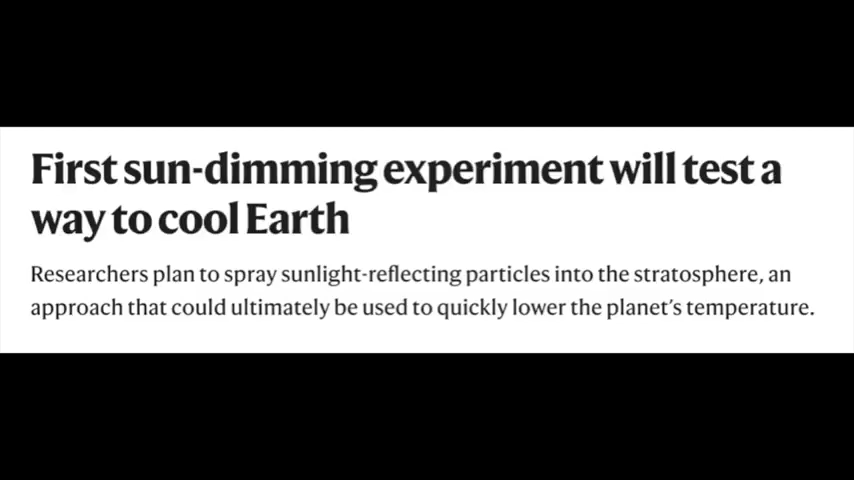 First sun-dimming experiment will test a
way to cool Earth
Researchers plan to spray sunlight-reflecting particles into the stratosphere, an
approach that could ultimately be used to quickly lower the planet’s temperature.